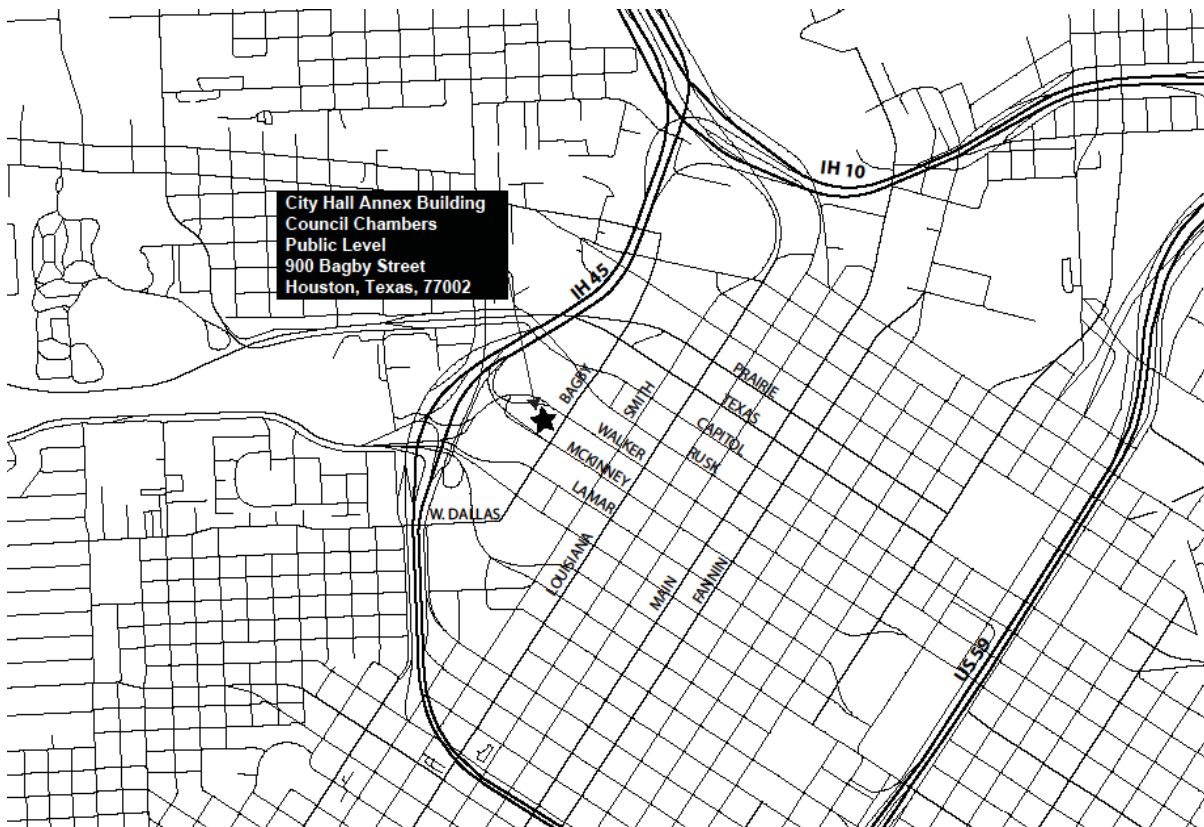 IH 10
City Hall Annex Building
Council Chambers
Public Level
900 Bagby Street
Houston, Texas, 77002
IH 45
BAGBY
SMITH
PRAIRIE
TEXAS
CAPITOL
RUSK
WALKER
MCKINNEY
LAMAR
W. DALLAS
LOUISIANA
MAIN
FANNIN
US 59